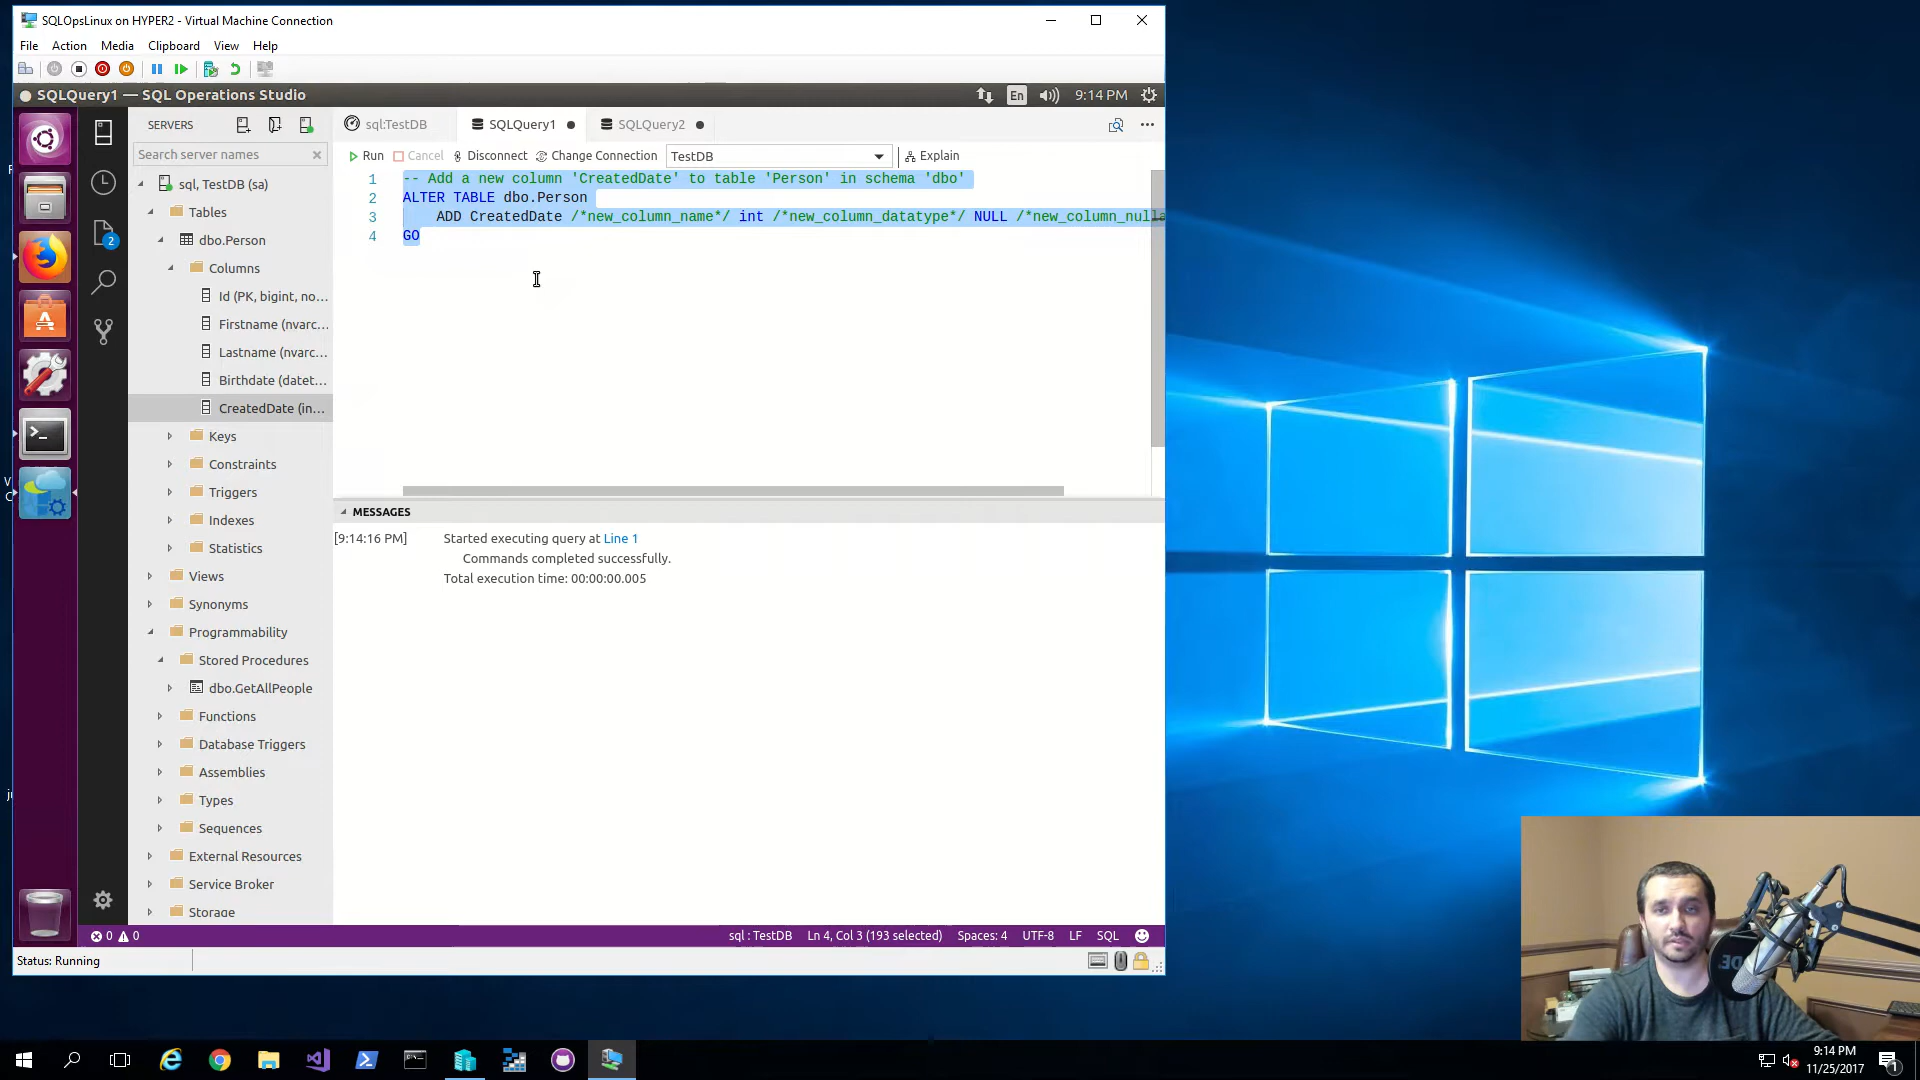 SQLOpsLinux on HYPER2 - Virtual Machine Connection
File Action Media Clipboard View Help
SQLQuery1 — SQL Operations Studio
En 9:14 PM
SERVERS
Search server names
sql, TestDB (sa)
Tables
dbo.Person
Columns
Id (PK, bigint, no...
Firstname (nvarc...
Lastname (nvarc...
Birthdate (datet...
CreatedDate (in...
Keys
Constraints
Triggers
Indexes
Statistics
Views
Synonyms
Programmability
Stored Procedures
dbo.GetAllPeople
Functions
Database Triggers
Assemblies
Types
Sequences
External Resources
Service Broker
Storage
2
sql:TestDB SQLQuery1 SQLQuery2
Run Cancel Disconnect Change Connection TestDB Explain
1 -- Add a new column 'CreatedDate' to table 'Person' in schema 'dbo'
2 ALTER TABLE dbo.Person
3 ADD CreatedDate /*new_column_name*/ int /*new_column_datatype*/ NULL /*new_column_nulla
4 GO
MESSAGES
[9:14:16 PM] Started executing query at Line 1
Commands completed successfully.
Total execution time: 00:00:00.005
0 0 sql : TestDB Ln 4, Col 3 (193 selected) Spaces: 4 UTF-8 LF SQL
Status: Running
9:14 PM
11/25/2017
1